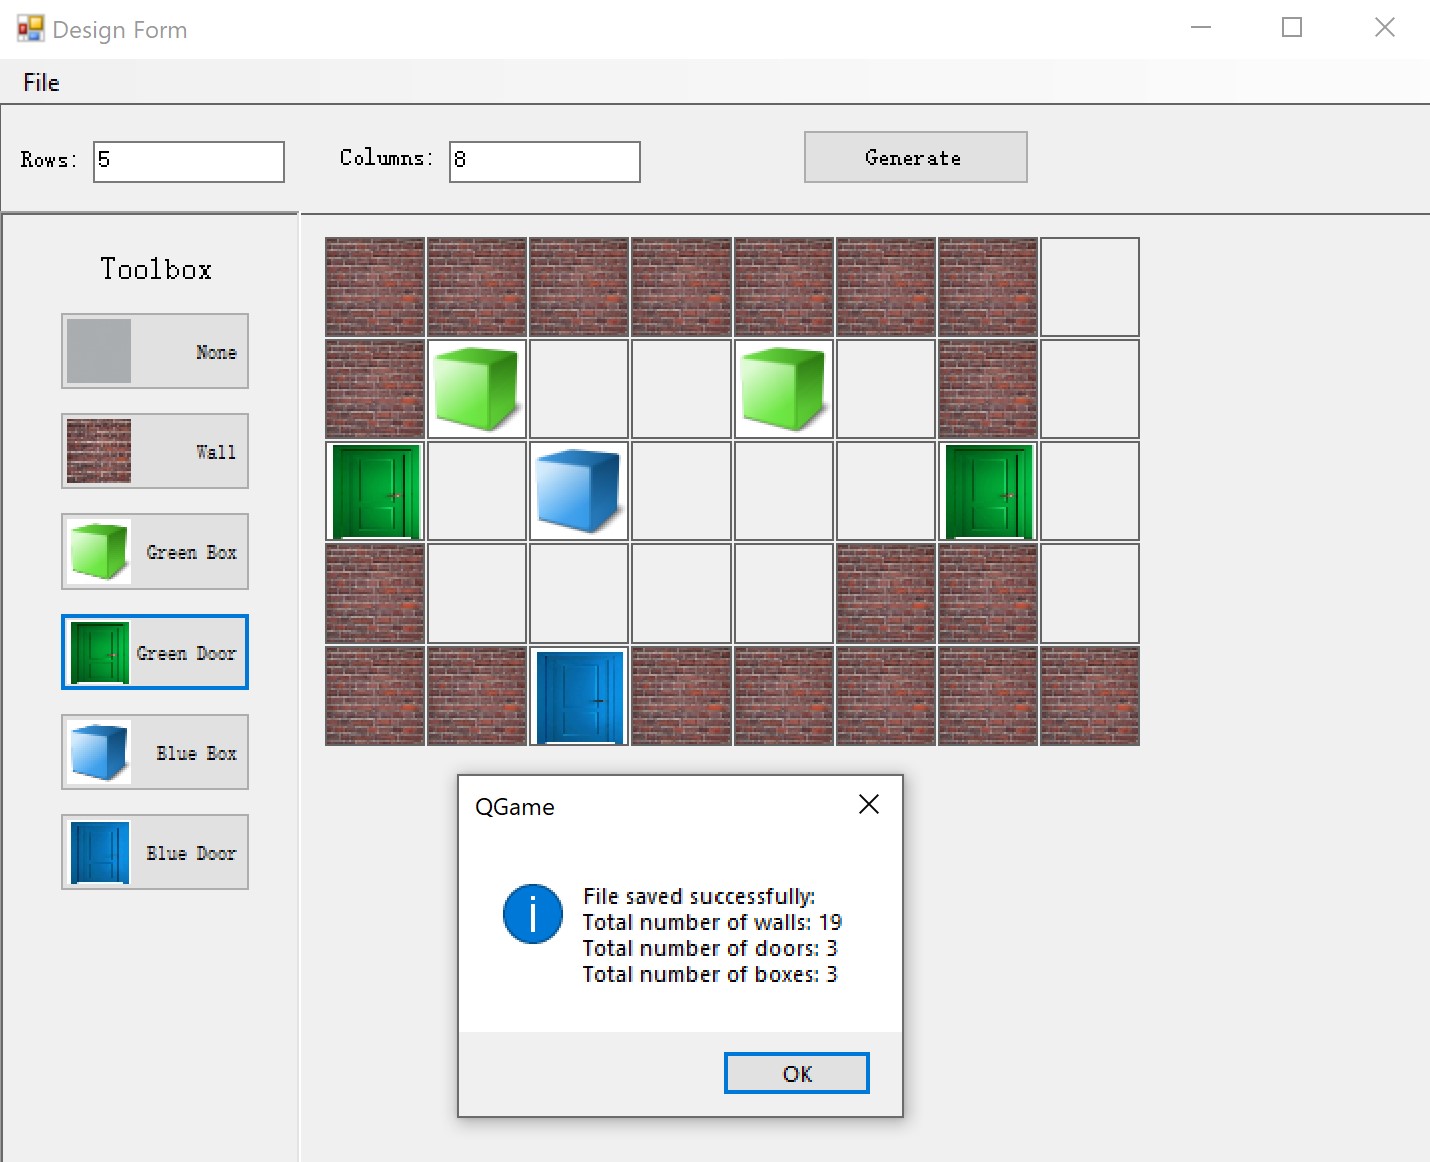 Design Form
File
Rows: 5 Columns: 8 Generate
Toolbox
None
Wall
Green Box
Green Door
Blue Box
Blue Door
QGame
File saved successfully:
Total number of walls: 19
Total number of doors: 3
Total number of boxes: 3
OK